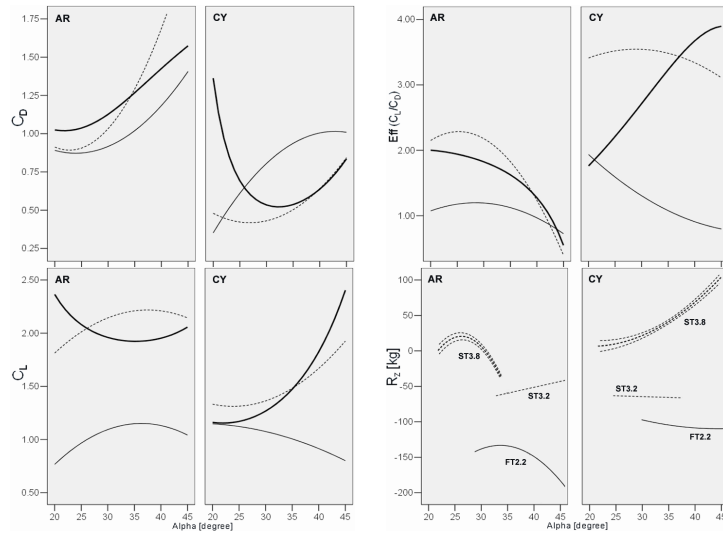 AR
CY
C_D
1.75
1.50
1.25
1.00
0.75
0.50
0.25
AR
CY
C_L
2.50
2.00
1.50
1.00
0.50
20 25 30 35 40 45 20 25 30 35 40 45
Alpha [degree]
AR
CY
Eff (C_L/C_D)
4.00
3.00
2.00
1.00
AR
CY
R_z [kg]
100
50
0
-50
-100
-150
-200
ST3.8
ST3.2
FT2.2
ST3.8
ST3.2
FT2.2
20 25 30 35 40 45 20 25 30 35 40 45
Alpha [degree]